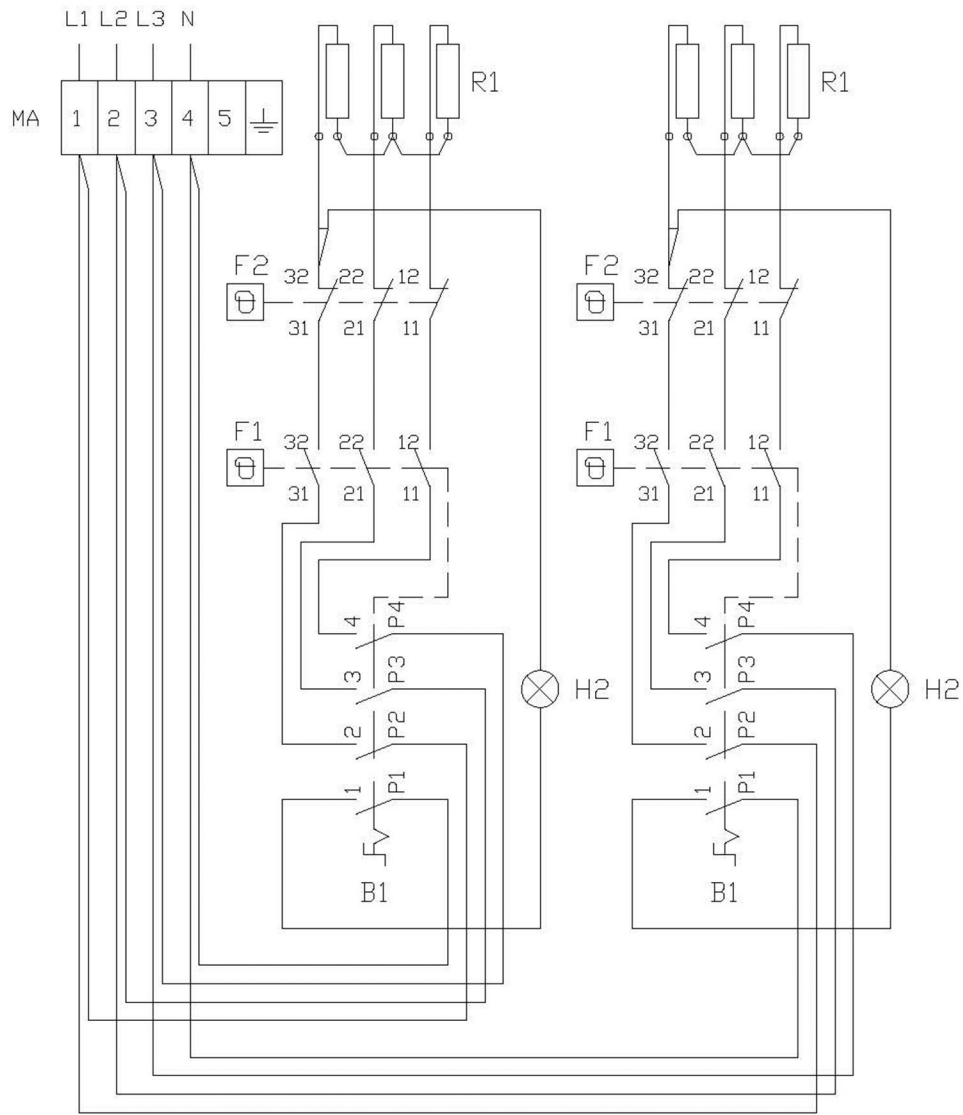 L1 L2 L3 N
MA 1 2 3 4 5
R1 R1
F2 32 22 12 F2 32 22 12
31 21 11 31 21 11
F1 32 22 12 F1 32 22 12
31 21 11 31 21 11
4 P4 4 P4
3 P3 H2 3 P3 H2
2 P2 2 P2
1 P1 1 P1
B1 B1